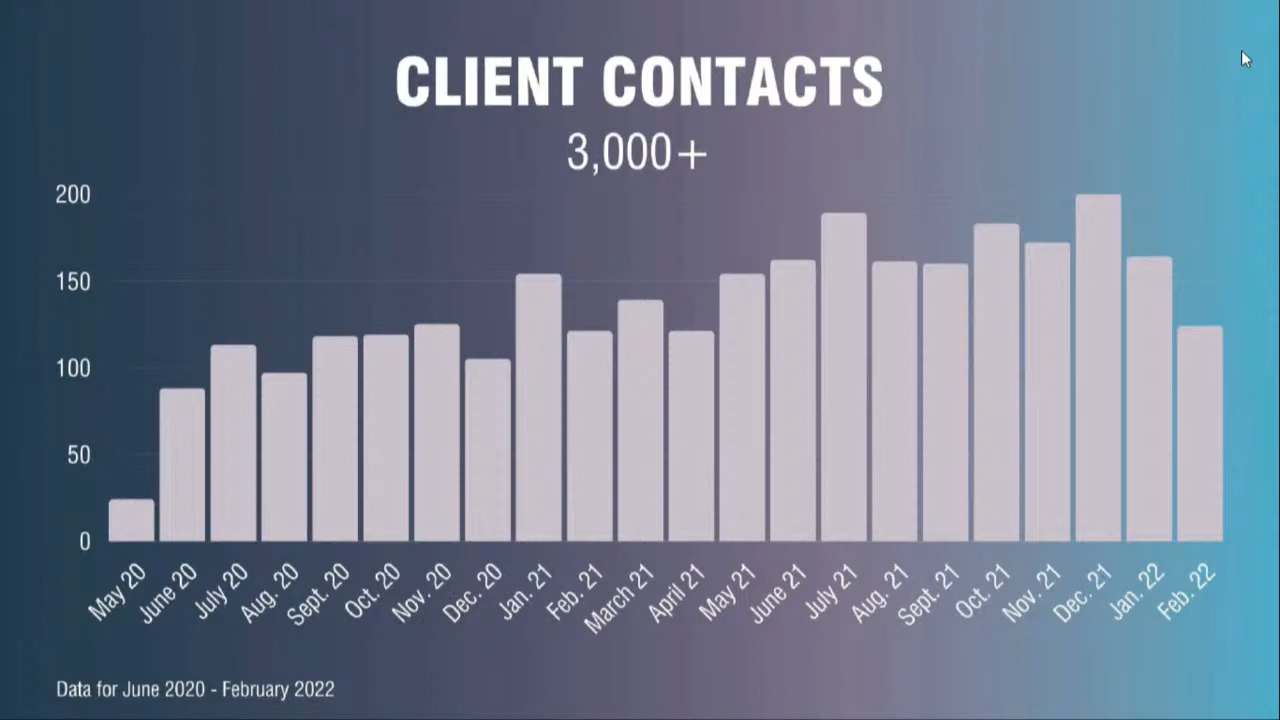 CLIENT CONTACTS
3,000+
200
150
100
50
0
May 20
June 20
July 20
Aug. 20
Sept. 20
Oct. 20
Nov. 20
Dec. 20
Jan. 21
Feb. 21
March 21
April 21
May 21
June 21
July 21
Aug. 21
Sept. 21
Oct. 21
Nov. 21
Dec. 21
Jan. 22
Feb. 22
Data for June 2020 - February 2022